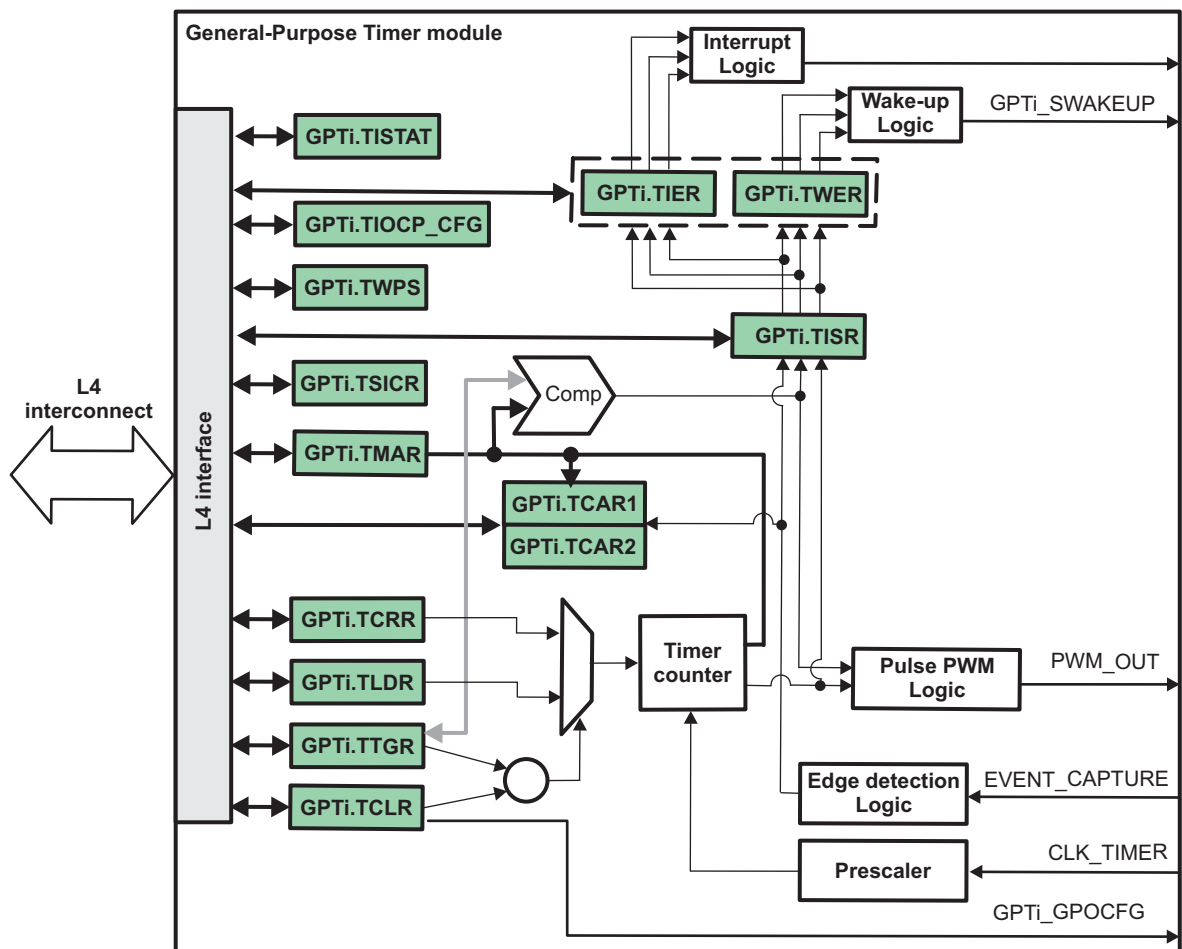 General-Purpose Timer module
Interrupt
Logic
Wake-up
Logic
GPTi_SWAKEUP
GPTi.TISTAT
GPTi.TIER
GPTi.TWER
GPTi.TIOCP_CFG
GPTi.TWPS
GPTi.TISR
L4
interconnect
L4 interface
GPTi.TSICR
Comp
GPTi.TMAR
GPTi.TCAR1
GPTi.TCAR2
GPTi.TCRR
Timer
counter
Pulse PWM
Logic
PWM_OUT
GPTi.TLDR
GPTi.TTGR
Edge detection
Logic
EVENT_CAPTURE
GPTi.TCLR
Prescaler
CLK_TIMER
GPTi_GPOCFG